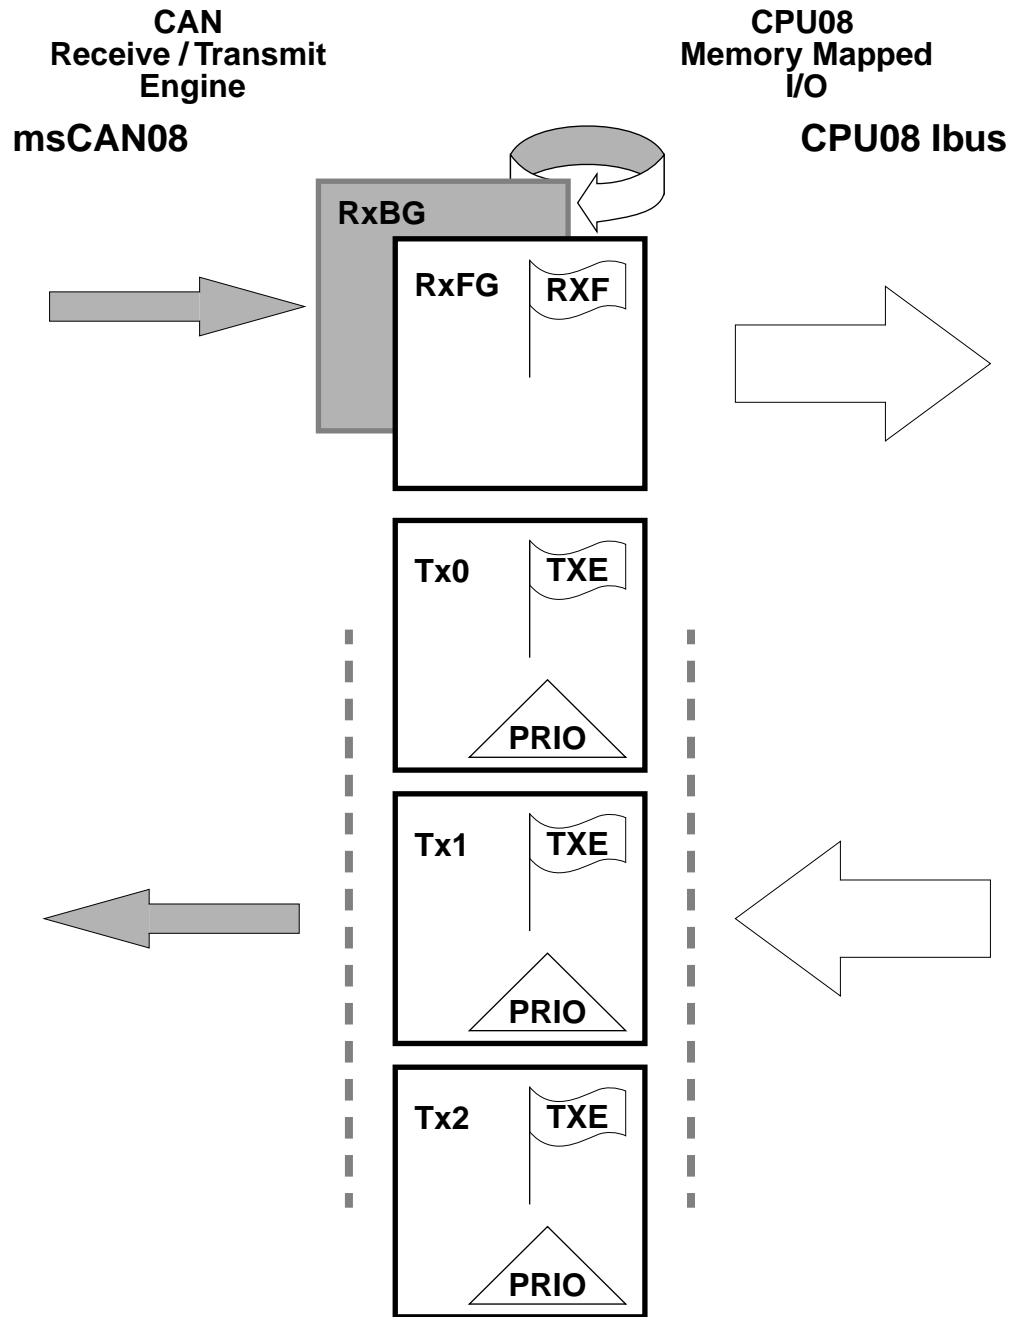 CAN
Receive / Transmit
Engine
CPU08
Memory Mapped
I/O
msCAN08
CPU08 Ibus
RxBG
RxFG
RXF
Tx0
TXE
PRIO
Tx1
TXE
PRIO
Tx2
TXE
PRIO